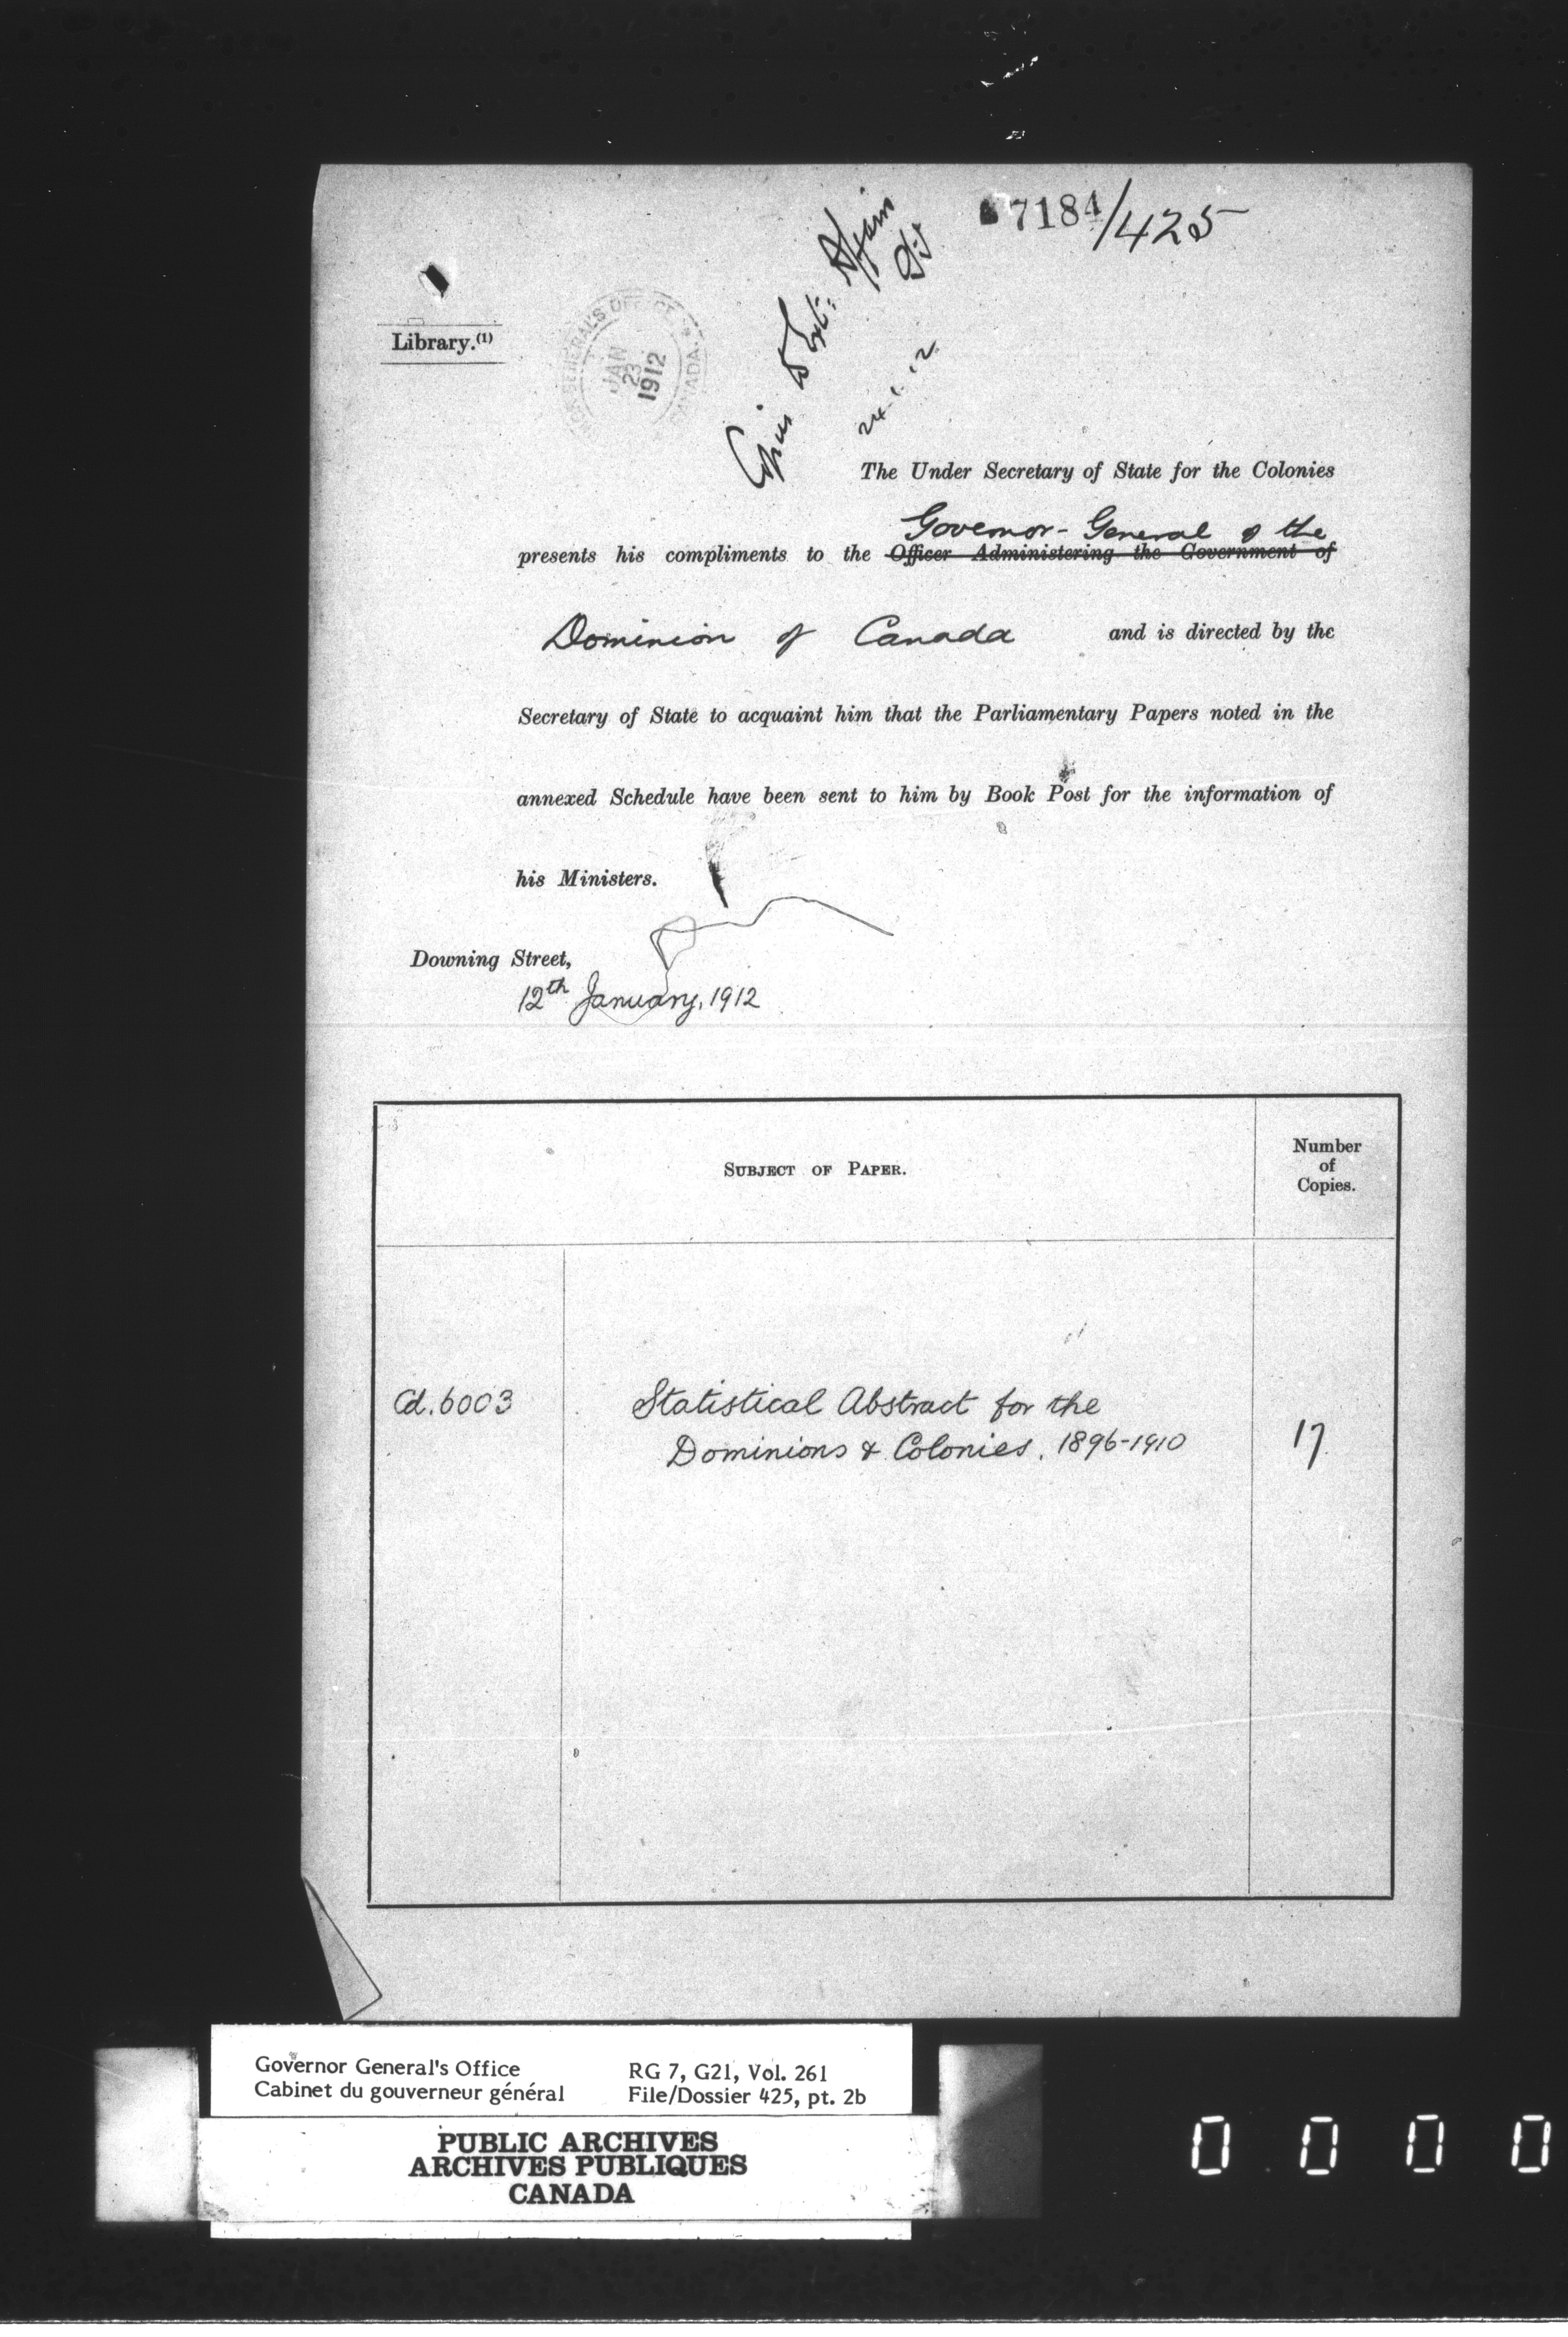 7184/425
Library.(1)
GENERAL'S OFFICE
JAN
23
1912
CANADA
24.1.12
The Under Secretary of State for the Colonies
Governor-General of the
presents his compliments to the Officer Administering the Government of
Dominion of Canada and is directed by the
Secretary of State to acquaint him that the Parliamentary Papers noted in the
annexed Schedule have been sent to him by Book Post for the information of
his Ministers.
Downing Street,
12th January, 1912
SUBJECT OF PAPER.
Number
of
Copies.
Cd. 6003 Statistical Abstract for the
Dominions & Colonies. 1896-1910 17
Governor General's Office RG 7, G21, Vol. 261
Cabinet du gouverneur général File/Dossier 425, pt. 2b
PUBLIC ARCHIVES
ARCHIVES PUBLIQUES
CANADA
0 0 0 0